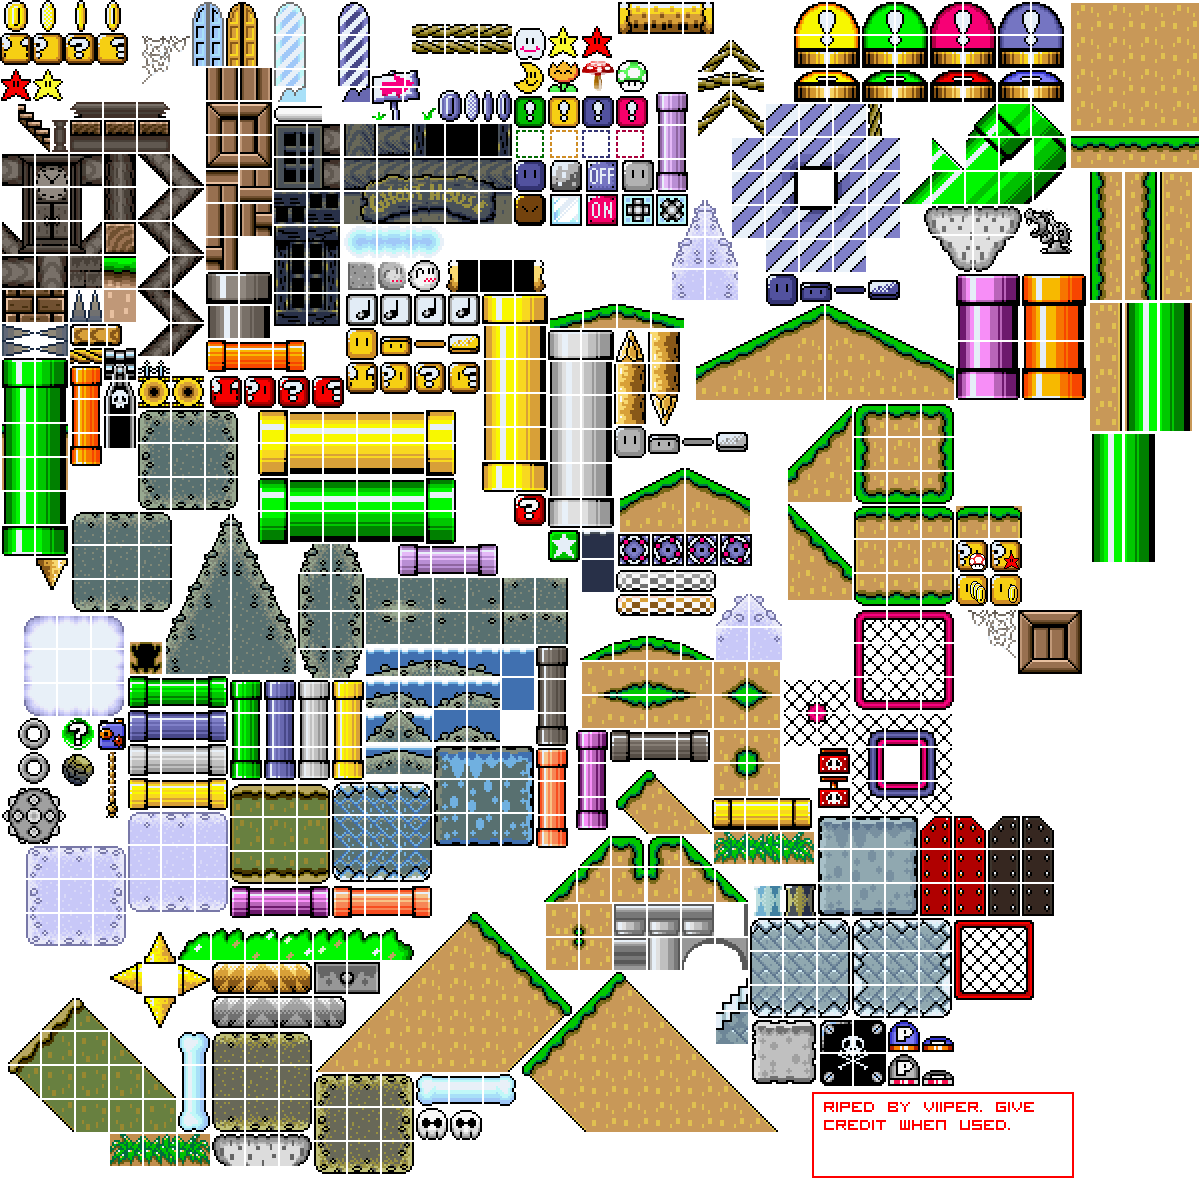 GHOST HOUSE
OFF
ON
P
P
RIPED BY VIIPER. GIVE
CREDIT WHEN USED.